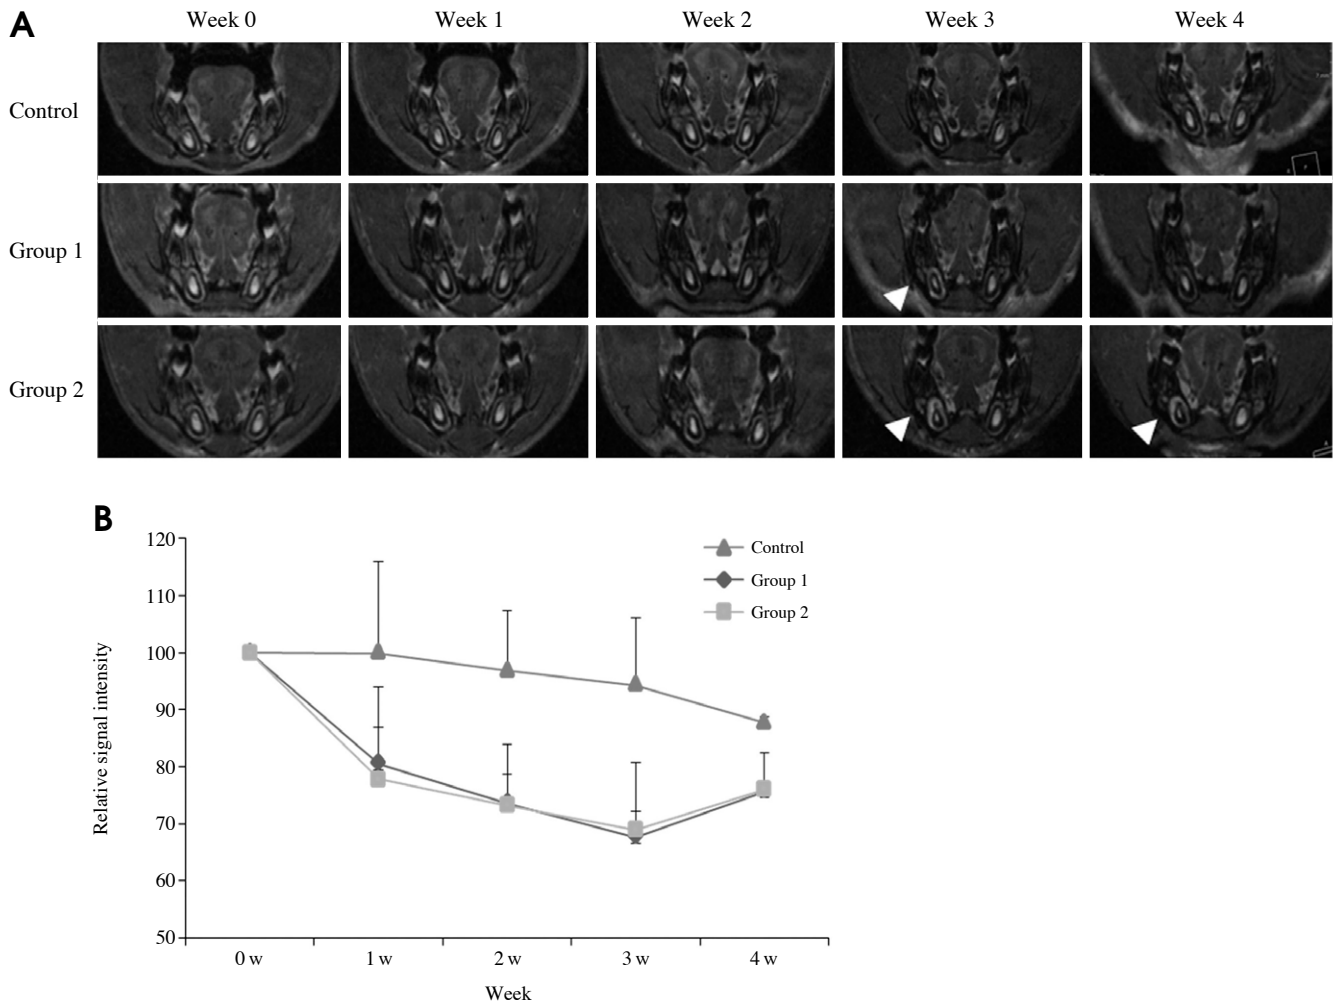 A
Week 0 Week 1 Week 2 Week 3 Week 4
Control
Group 1
Group 2
B
120
110
100
90
80
70
60
50
Relative signal intensity
Control
Group 1
Group 2
0 w 1 w 2 w 3 w 4 w
Week